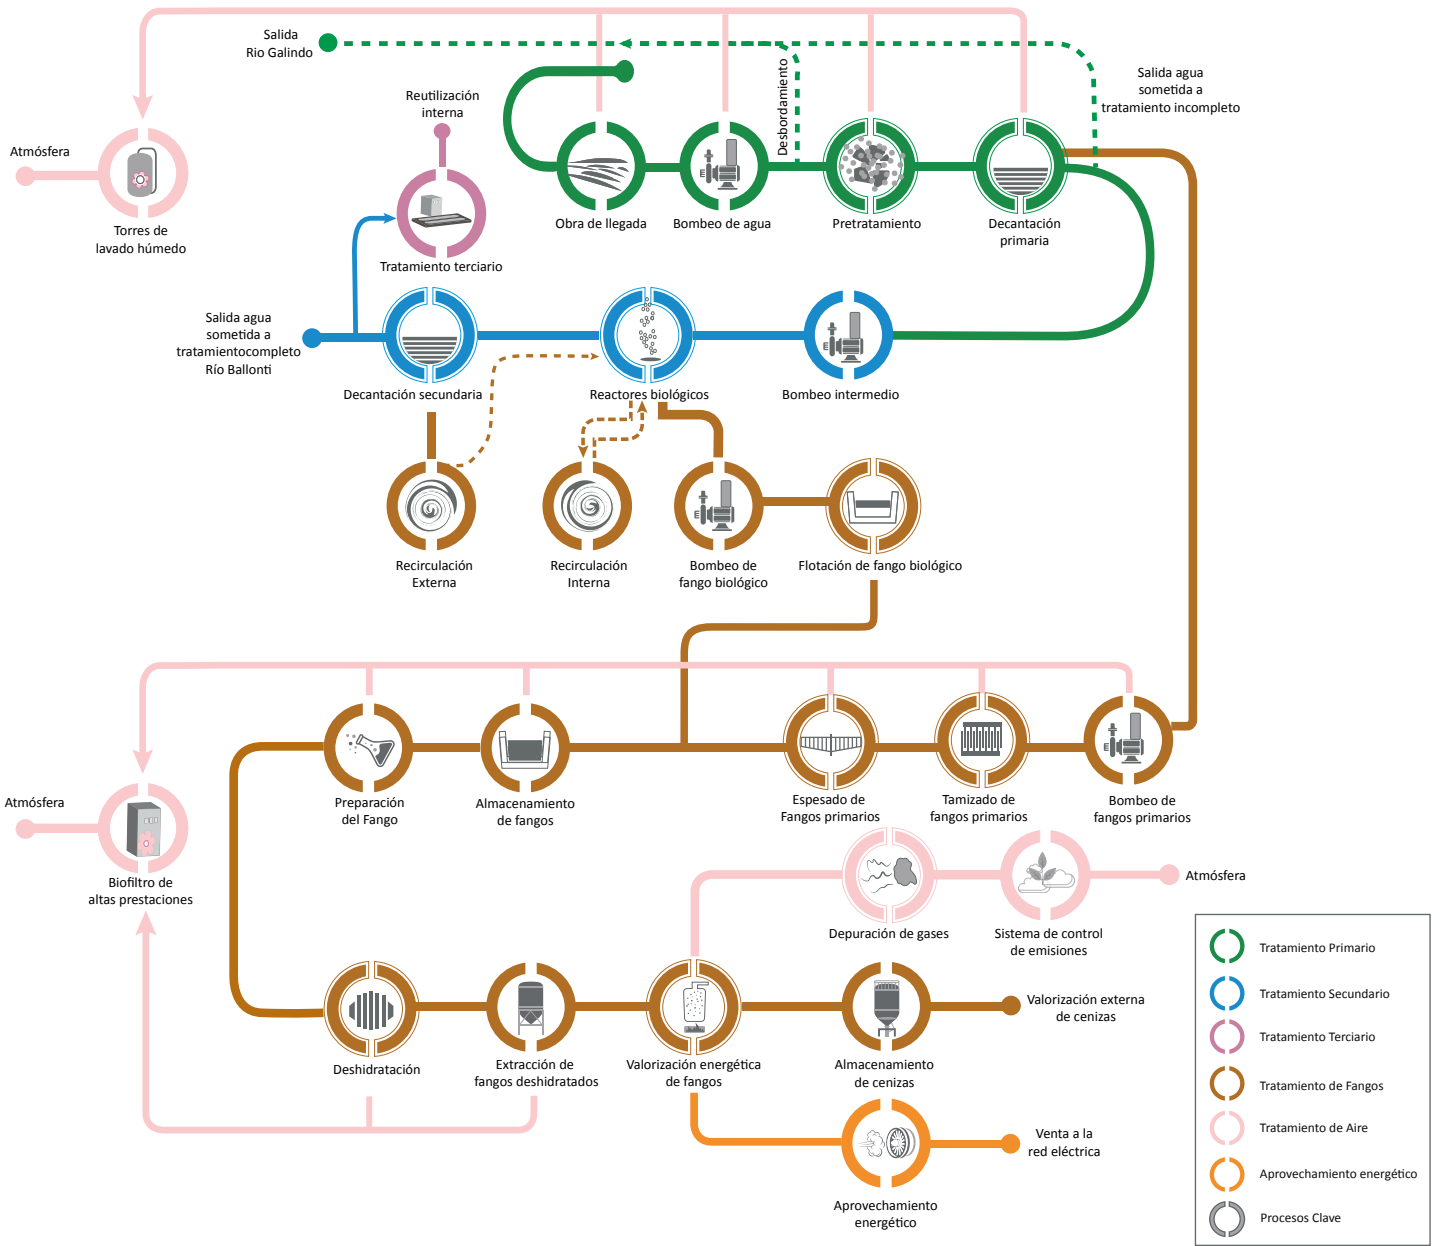 Salida
Rio Galindo
Desbordamiento
Salida agua
sometida a
tratamiento incompleto
Reutilización
interna
Atmósfera
Torres de
lavado húmedo
Obra de llegada
Bombeo de agua
Pretratamiento
Decantación
primaria
Tratamiento terciario
Salida agua
sometida a
tratamientocompleto
Río Ballonti
Decantación secundaria
Reactores biológicos
Bombeo intermedio
Recirculación
Externa
Recirculación
Interna
Bombeo de
fango biológico
Flotación de fango biológico
Atmósfera
Preparación
del Fango
Almacenamiento
de fangos
Espesado de
Fangos primarios
Tamizado de
fangos primarios
Bombeo de
fangos primarios
Biofiltro de
altas prestaciones
Depuración de gases
Sistema de control
de emisiones
Atmósfera
Deshidratación
Extracción de
fangos deshidratados
Valorización energética
de fangos
Almacenamiento
de cenizas
Valorización externa
de cenizas
Aprovechamiento
energético
Venta a la
red eléctrica
Tratamiento Primario
Tratamiento Secundario
Tratamiento Terciario
Tratamiento de Fangos
Tratamiento de Aire
Aprovechamiento energético
Procesos Clave